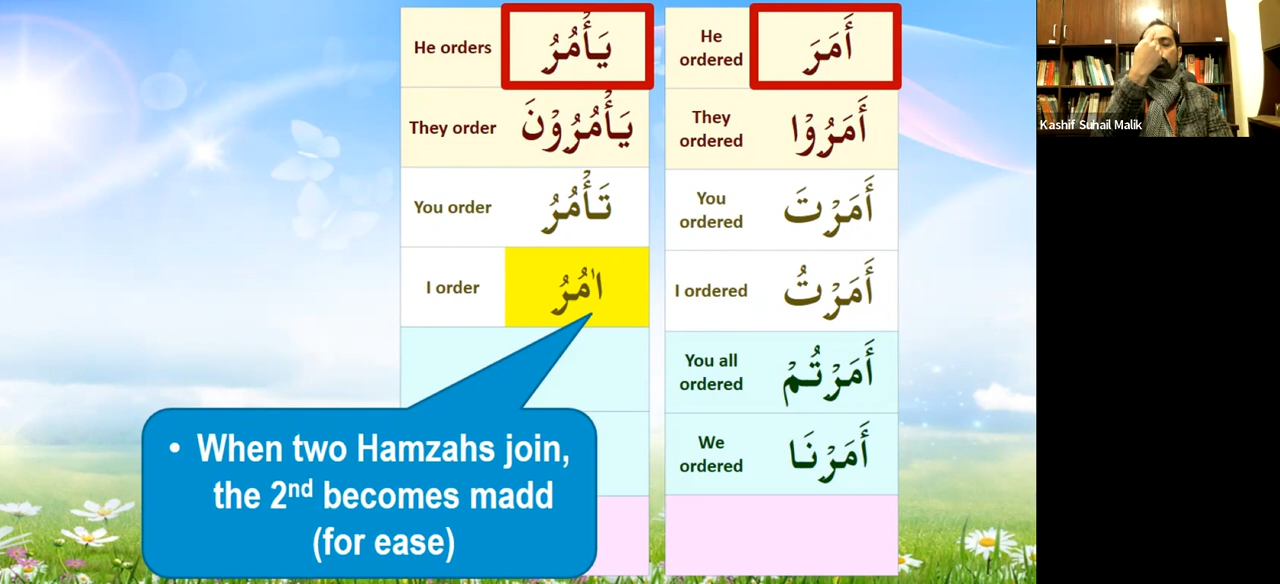 He orders
يَأْمُرُ
He
ordered
أَمَرَ
They order
يَأْمُرُوْنَ
They
ordered
أَمَرُوْا
You order
تَأْمُرُ
You
ordered
أَمَرْتَ
I order
اٰمُرُ
I ordered
أَمَرْتُ
You all
ordered
أَمَرْتُمْ
We
ordered
أَمَرْنَا
• When two Hamzahs join,
the 2nd becomes madd
(for ease)
Kashif Suhail Malik